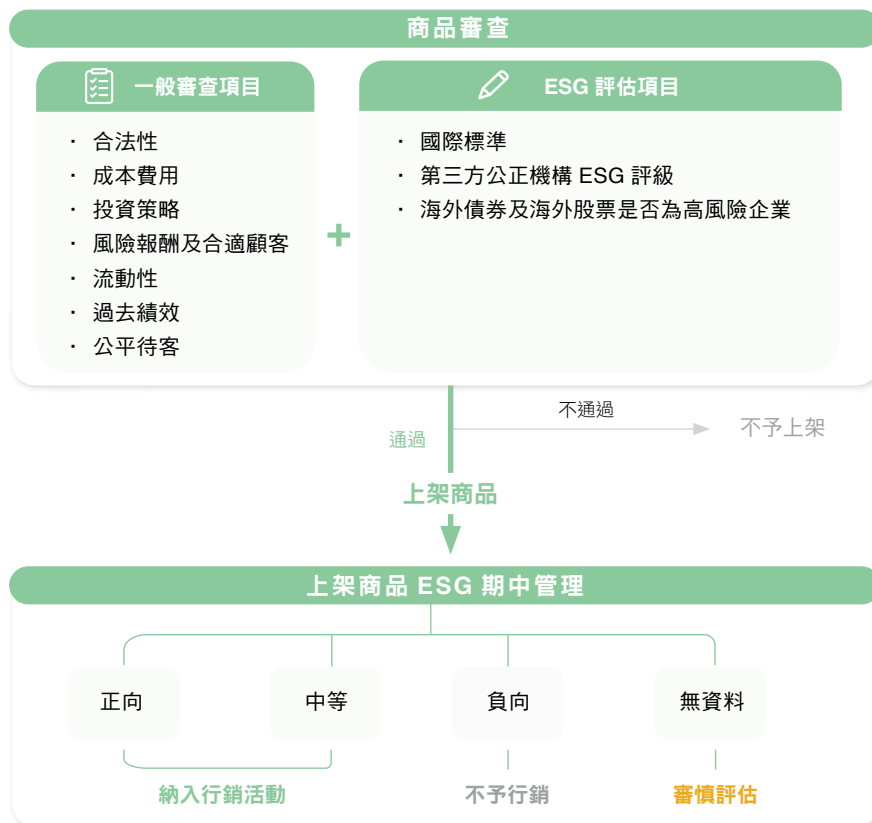 商品審查
一般審查項目
· 合法性
· 成本費用
· 投資策略
· 風險報酬及合適顧客
· 流動性
· 過去績效
· 公平待客
+
ESG 評估項目
· 國際標準
· 第三方公正機構 ESG 評級
· 海外債券及海外股票是否為高風險企業
不通過
不予上架
通過
上架商品
上架商品 ESG 期中管理
正向
中等
負向
無資料
納入行銷活動
不予行銷
審慎評估